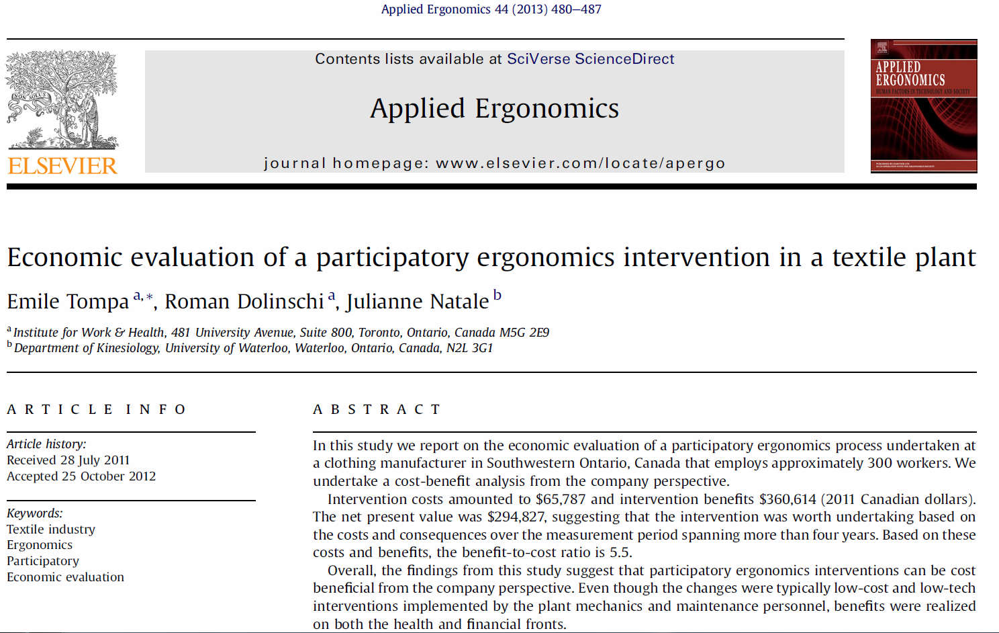 Applied Ergonomics 44 (2013) 480–487
Contents lists available at SciVerse ScienceDirect
Applied Ergonomics
journal homepage: www.elsevier.com/locate/apergo
NON SOLUS
ELSEVIER
APPLIED
ERGONOMICS
HUMAN FACTORS IN TECHNOLOGY AND SOCIETY
Economic evaluation of a participatory ergonomics intervention in a textile plant
Emile Tompa a,*, Roman Dolinschi a, Julianne Natale b
a Institute for Work & Health, 481 University Avenue, Suite 800, Toronto, Ontario, Canada M5G 2E9
b Department of Kinesiology, University of Waterloo, Waterloo, Ontario, Canada, N2L 3G1
ARTICLE INFO
Article history:
Received 28 July 2011
Accepted 25 October 2012
Keywords:
Textile industry
Ergonomics
Participatory
Economic evaluation
ABSTRACT
In this study we report on the economic evaluation of a participatory ergonomics process undertaken at
a clothing manufacturer in Southwestern Ontario, Canada that employs approximately 300 workers. We
undertake a cost-benefit analysis from the company perspective.
Intervention costs amounted to $65,787 and intervention benefits $360,614 (2011 Canadian dollars).
The net present value was $294,827, suggesting that the intervention was worth undertaking based on
the costs and consequences over the measurement period spanning more than four years. Based on these
costs and benefits, the benefit-to-cost ratio is 5.5.
Overall, the findings from this study suggest that participatory ergonomics interventions can be cost
beneficial from the company perspective. Even though the changes were typically low-cost and low-tech
interventions implemented by the plant mechanics and maintenance personnel, benefits were realized
on both the health and financial fronts.